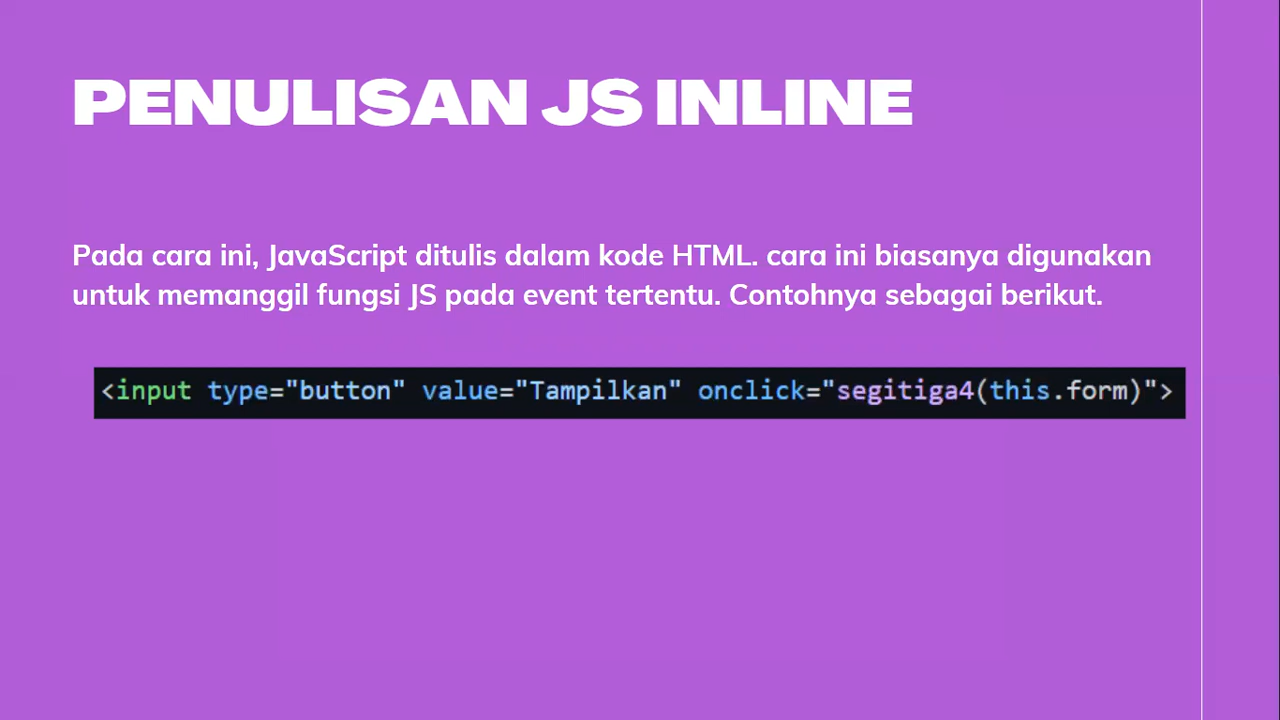 PENULISAN JS INLINE
Pada cara ini, JavaScript ditulis dalam kode HTML. cara ini biasanya digunakan
untuk memanggil fungsi JS pada event tertentu. Contohnya sebagai berikut.
<input type="button" value="Tampilkan" onclick="segitiga4(this.form)">